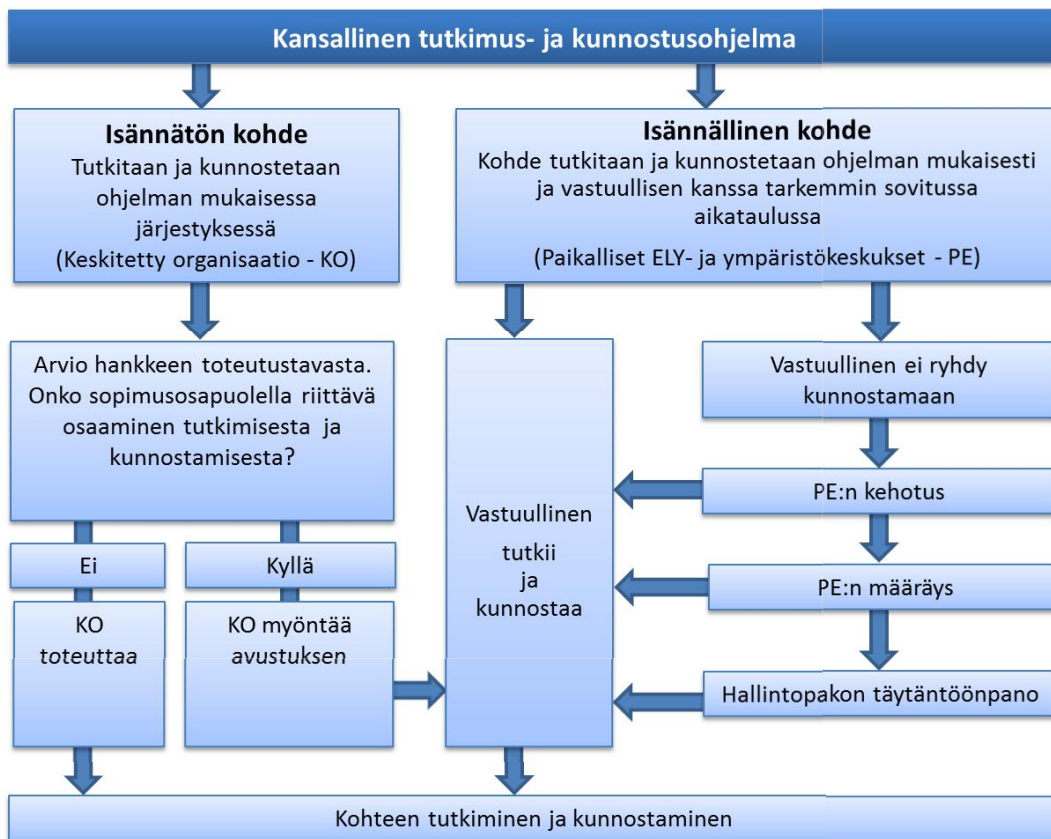 Kansallinen tutkimus- ja kunnostusohjelma
Isännätön kohde
Tutkitaan ja kunnostetaan
ohjelman mukaisessa
järjestyksessä
(Keskitetty organisaatio - KO)
Isännällinen kohde
Kohde tutkitaan ja kunnostetaan ohjelman mukaisesti
ja vastuullisen kanssa tarkemmin sovitussa
aikataulussa
(Paikalliset ELY- ja ympäristökeskukset - PE)
Arvio hankkeen toteutustavasta.
Onko sopimusosapuolella riittävä
osaaminen tutkimisesta ja
kunnostamisesta?
Ei
Kyllä
KO
toteuttaa
KO myöntää
avustuksen
Vastuullinen
tutkii
ja
kunnostaa
Vastuullinen ei ryhdy
kunnostamaan
PE:n kehotus
PE:n määräys
Hallintopakon täytäntöönpano
Kohteen tutkiminen ja kunnostaminen